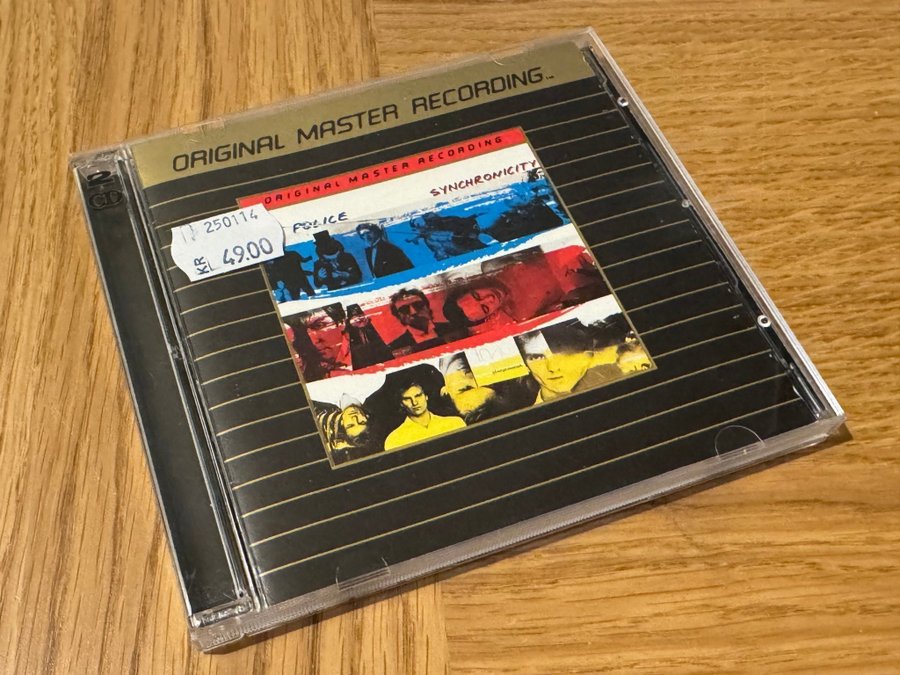 ORIGINAL MASTER RECORDING™
ORIGINAL MASTER RECORDING
SYNCHRONICITY
POLICE
250114
KR 49.00
2
CD